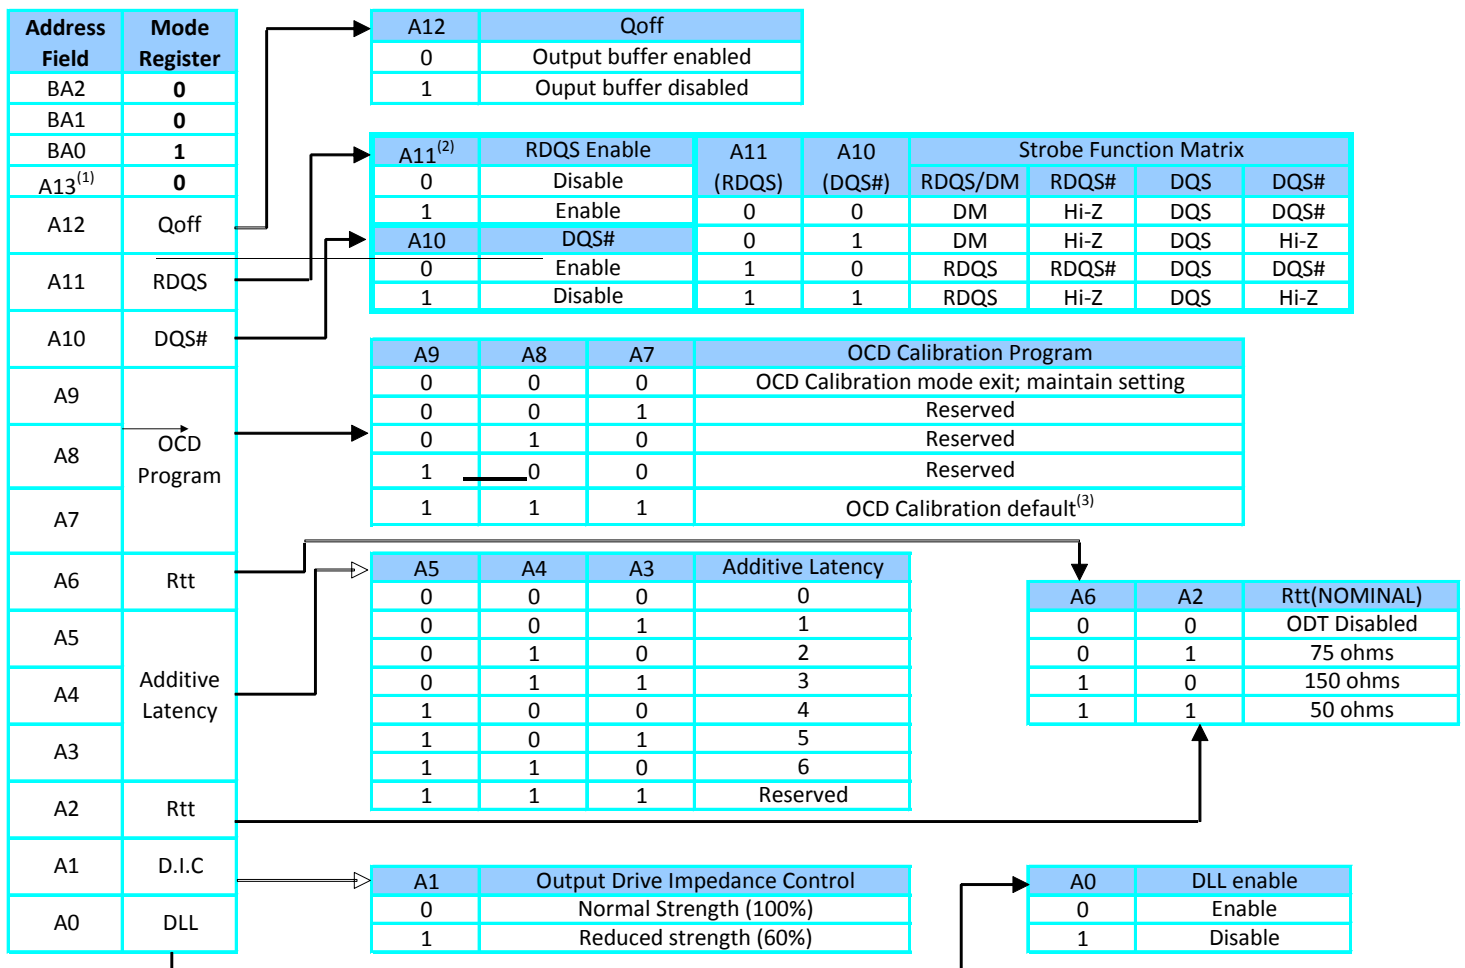 Address Field Mode Register
BA2 0
BA1 0
BA0 1
A13(1) 0
A12 Qoff
A11 RDQS
A10 DQS#
A9
A8
A7
OCD Program
A6 Rtt
A5
A4
A3
Additive Latency
A2 Rtt
A1 D.I.C
A0 DLL
A12 Qoff
0 Output buffer enabled
1 Ouput buffer disabled
A11(2) RDQS Enable
0 Disable
1 Enable
A10 DQS#
0 Enable
1 Disable
A11 A10 Strobe Function Matrix
(RDQS) (DQS#) RDQS/DM RDQS# DQS DQS#
0 0 DM Hi-Z DQS DQS#
0 1 DM Hi-Z DQS Hi-Z
1 0 RDQS RDQS# DQS DQS#
1 1 RDQS Hi-Z DQS Hi-Z
A9 A8 A7 OCD Calibration Program
0 0 0 OCD Calibration mode exit; maintain setting
0 0 1 Reserved
0 1 0 Reserved
1 0 0 Reserved
1 1 1 OCD Calibration default(3)
A5 A4 A3 Additive Latency
0 0 0 0
0 0 1 1
0 1 0 2
0 1 1 3
1 0 0 4
1 0 1 5
1 1 0 6
1 1 1 Reserved
A6 A2 Rtt(NOMINAL)
0 0 ODT Disabled
0 1 75 ohms
1 0 150 ohms
1 1 50 ohms
A1 Output Drive Impedance Control
0 Normal Strength (100%)
1 Reduced strength (60%)
A0 DLL enable
0 Enable
1 Disable